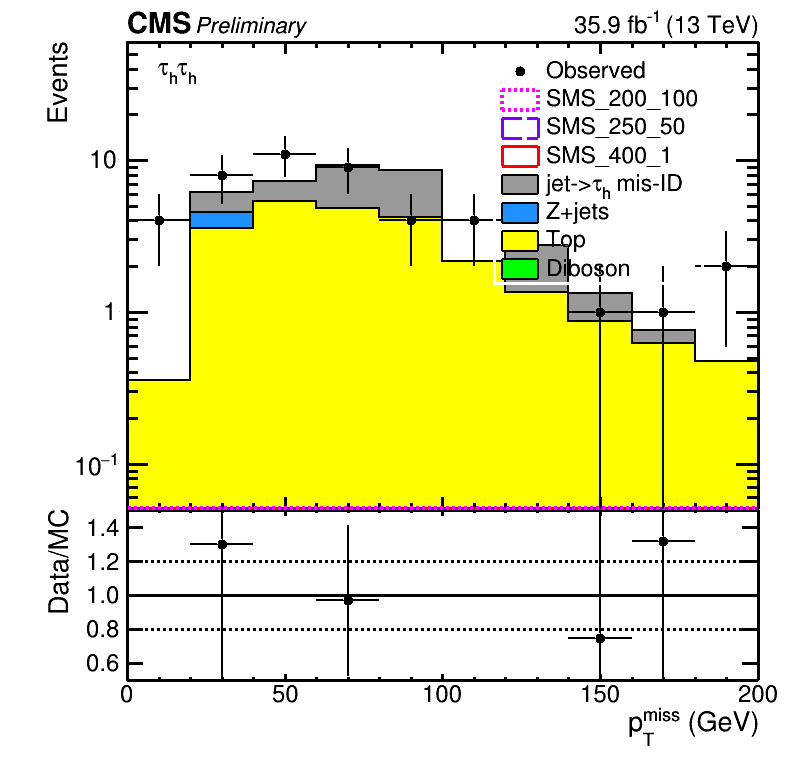 CMS Preliminary 35.9 fb⁻¹ (13 TeV)
Events
τₕτₕ
Observed
SMS_200_100
SMS_250_50
SMS_400_1
jet->τₕ mis-ID
Z+jets
Top
Diboson
10
1
10⁻¹
Data/MC
1.4
1.2
1.0
0.8
0.6
0 50 100 150 200
p_T^miss (GeV)